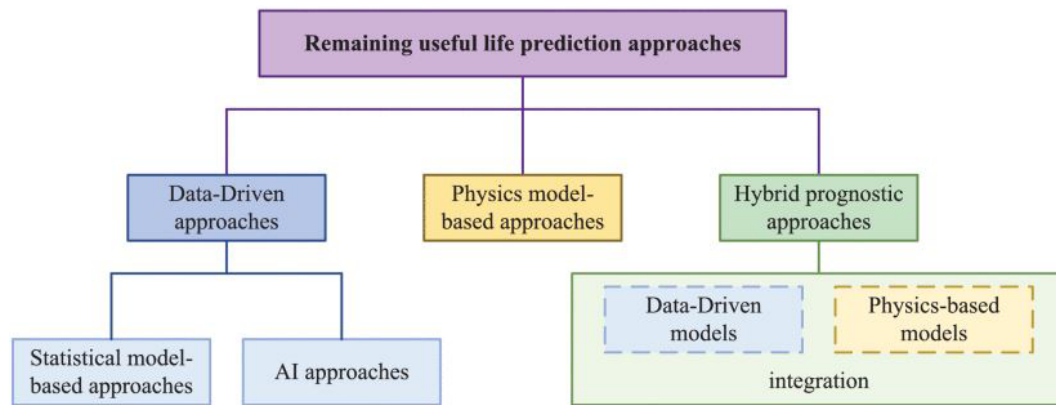 Remaining useful life prediction approaches
Data-Driven
approaches
Physics model-
based approaches
Hybrid prognostic
approaches
Statistical model-
based approaches
AI approaches
Data-Driven
models
Physics-based
models
integration